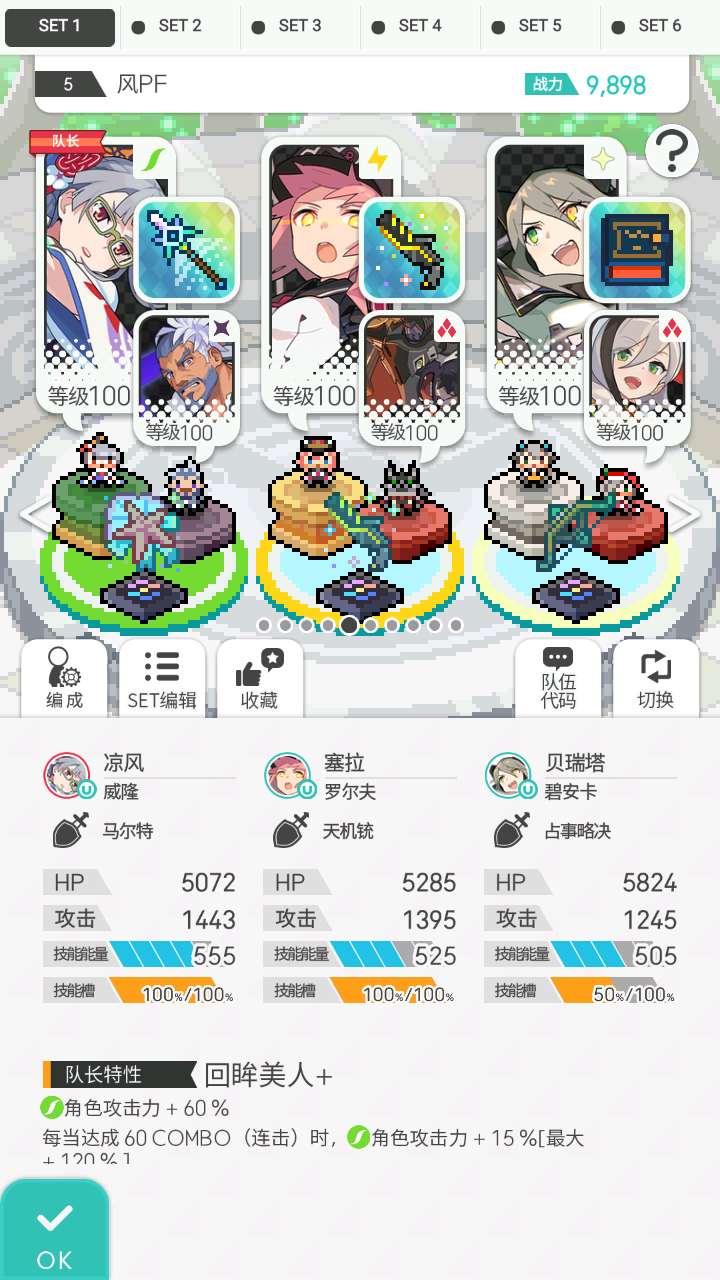 SET 1
SET 2
SET 3
SET 4
SET 5
SET 6
5
风PF
战力
9,898
队长
?
等级100
等级100
等级100
等级100
等级100
等级100
编成
SET编辑
收藏
队伍
代码
切换
凉风
威隆
马尔特
塞拉
罗尔夫
天机铳
贝瑞塔
碧安卡
占事略决
HP 5072
攻击 1443
技能能量 555
技能槽 100%/100%
HP 5285
攻击 1395
技能能量 525
技能槽 100%/100%
HP 5824
攻击 1245
技能能量 505
技能槽 50%/100%
队长特性 回眸美人+
角色攻击力 + 60 %
每当达成 60 COMBO（连击）时，角色攻击力 + 15 %[最大
+ 120 % ]
OK